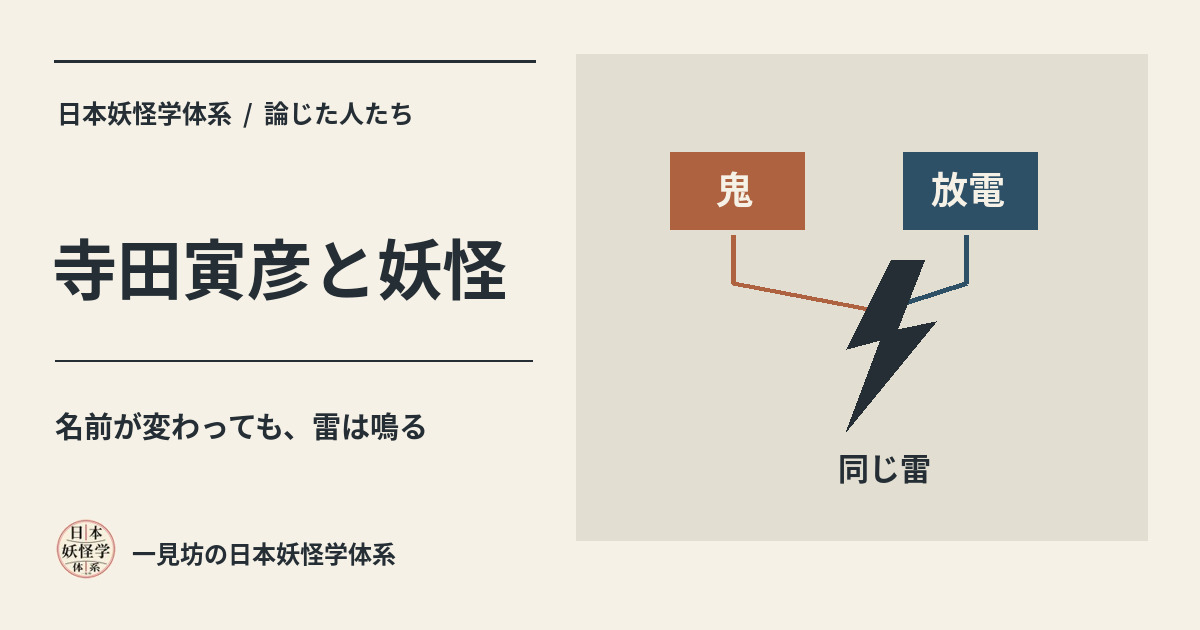 日本妖怪学体系 / 論じた人たち
寺田寅彦と妖怪
名前が変わっても、雷は鳴る
日本
妖怪学
体系
一見坊の日本妖怪学体系
鬼
放電
同じ雷